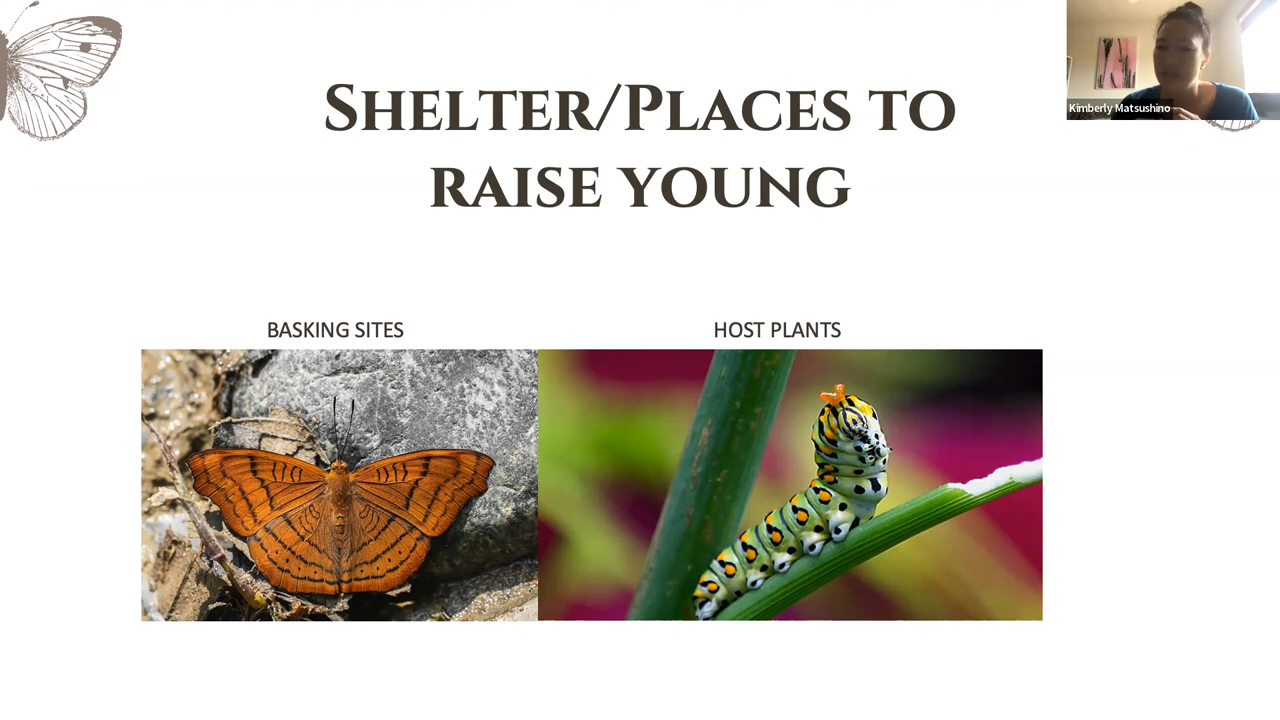 Shelter/Places to
raise young
Kimberly Matsushino
BASKING SITES
HOST PLANTS